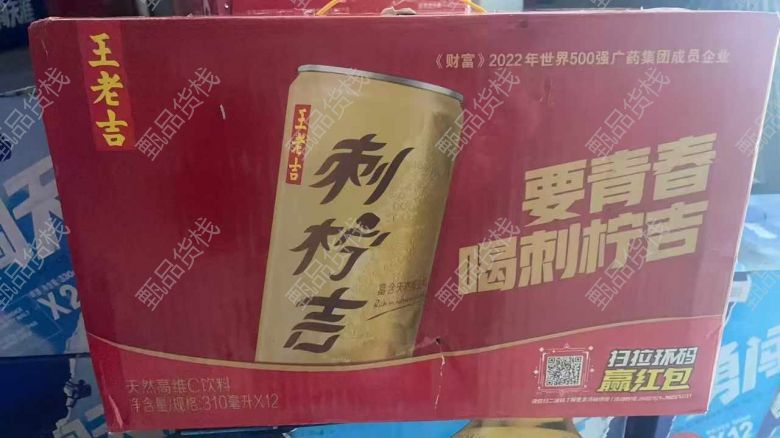 王老吉
《财富》2022年世界500强广药集团成员企业
王老吉
刺柠吉
要青春
喝刺柠吉
天然高维C饮料
净含量/规格:310毫升X12
扫拉环码
赢红包
甄品货栈
X12